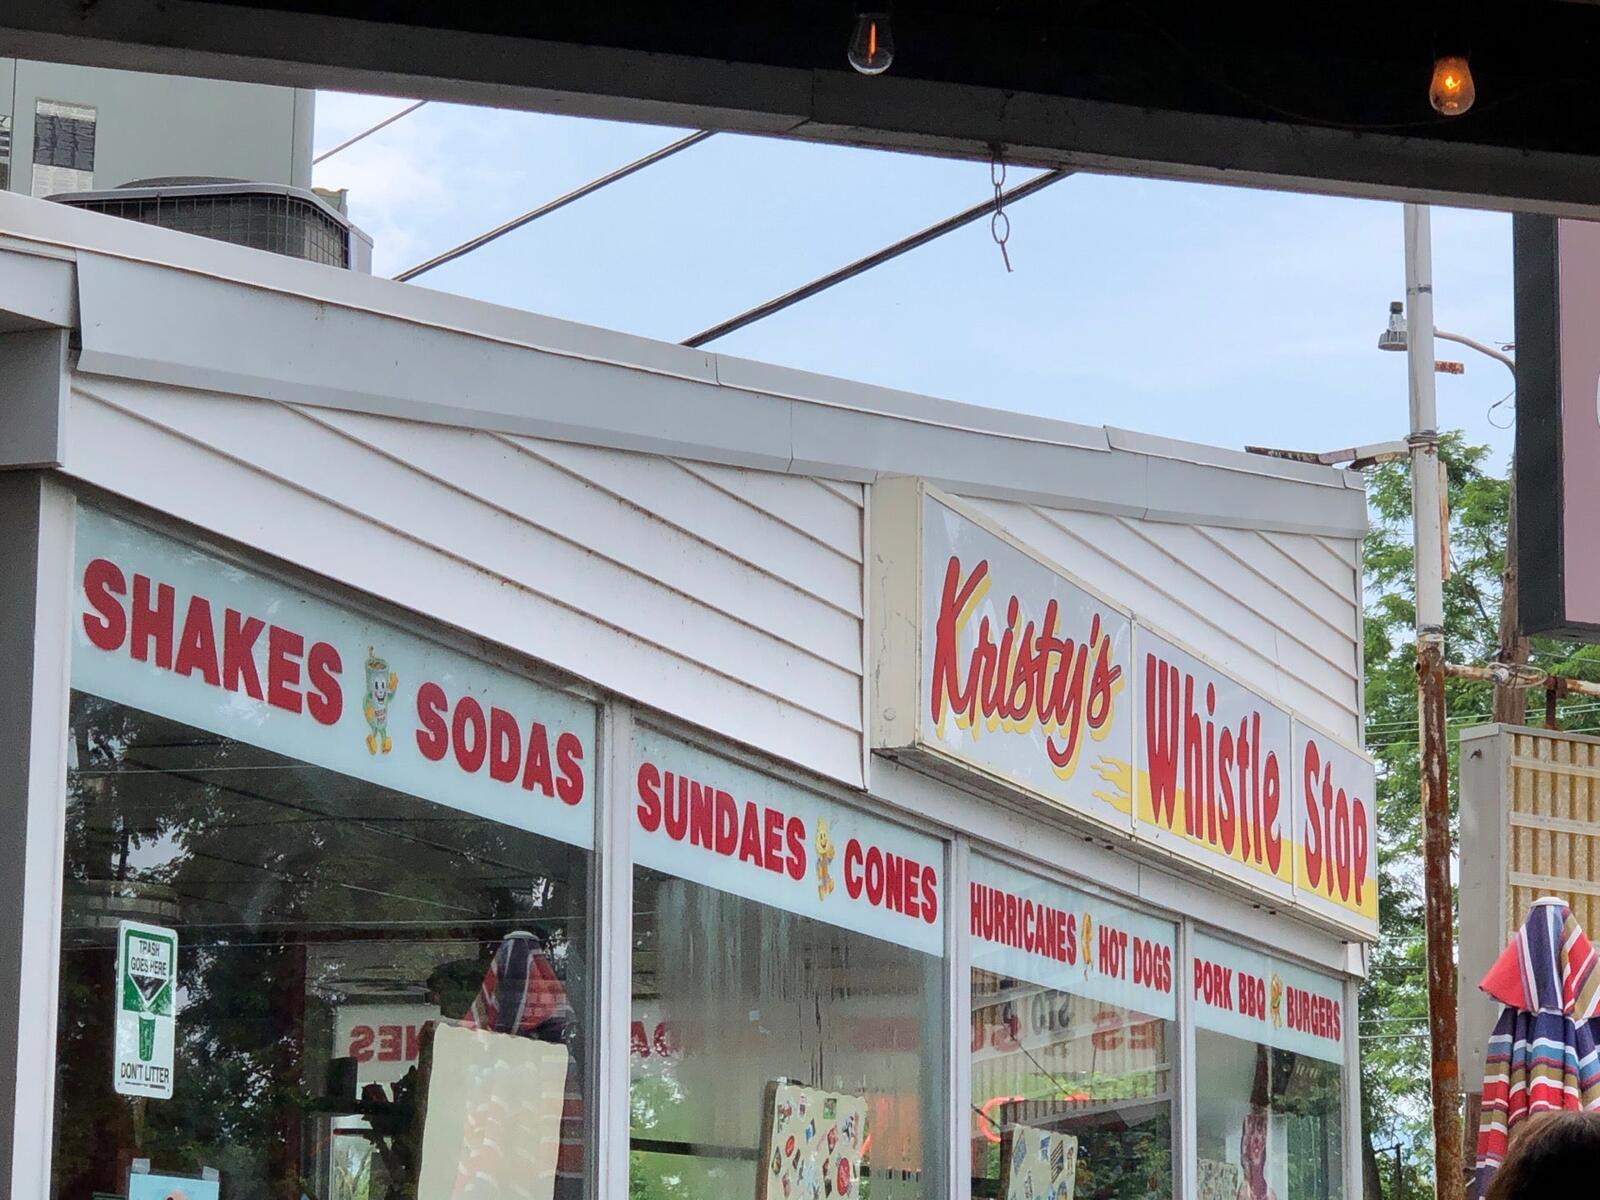 Kristy's Whistle Stop
SHAKES SODAS
SUNDAES CONES
HURRICANES HOT DOGS
PORK BBQ BURGERS
TRASH
GOES HERE
DON'T LITTER